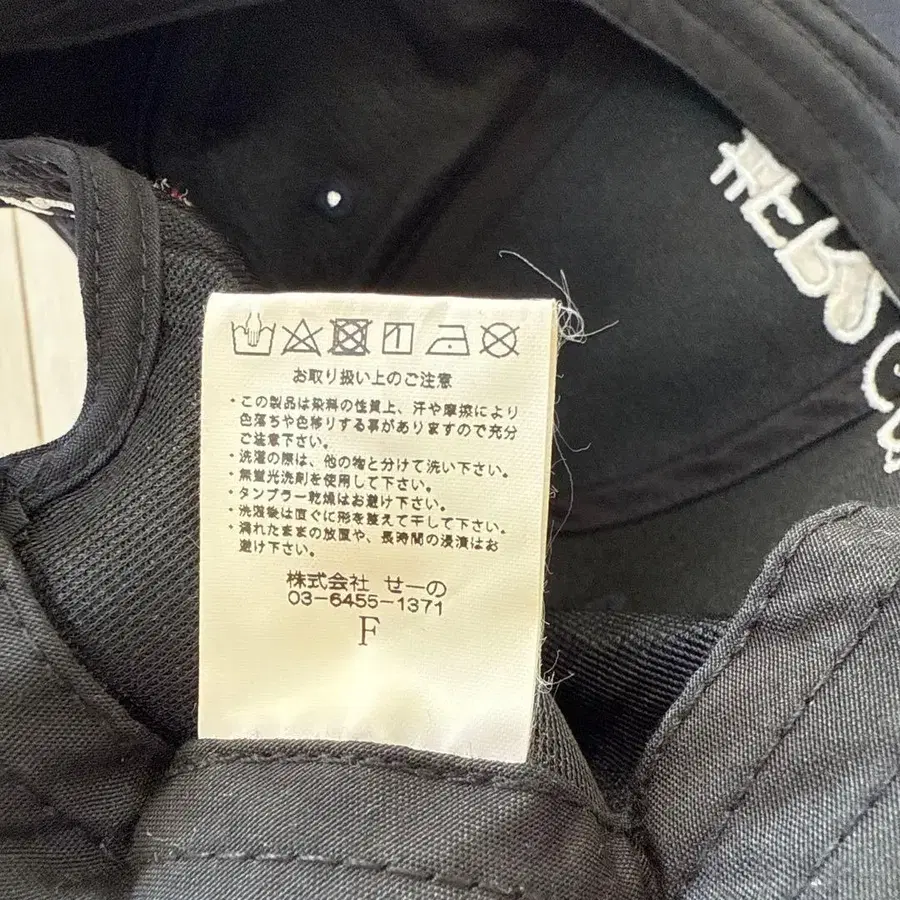 お取り扱い上のご注意
・この製品は染料の性質上、汗や摩擦により
色落ちや色移りする事がありますので充分
ご注意下さい。
・洗濯の際は、他の物と分けて洗い下さい。
・無蛍光洗剤を使用して下さい。
・タンブラー乾燥はお避け下さい。
・洗濯後は直ぐに形を整えて干して下さい。
・濡れたままの放置や、長時間の浸漬はお
避け下さい。
株式会社 せーの
03-6455-1371
F